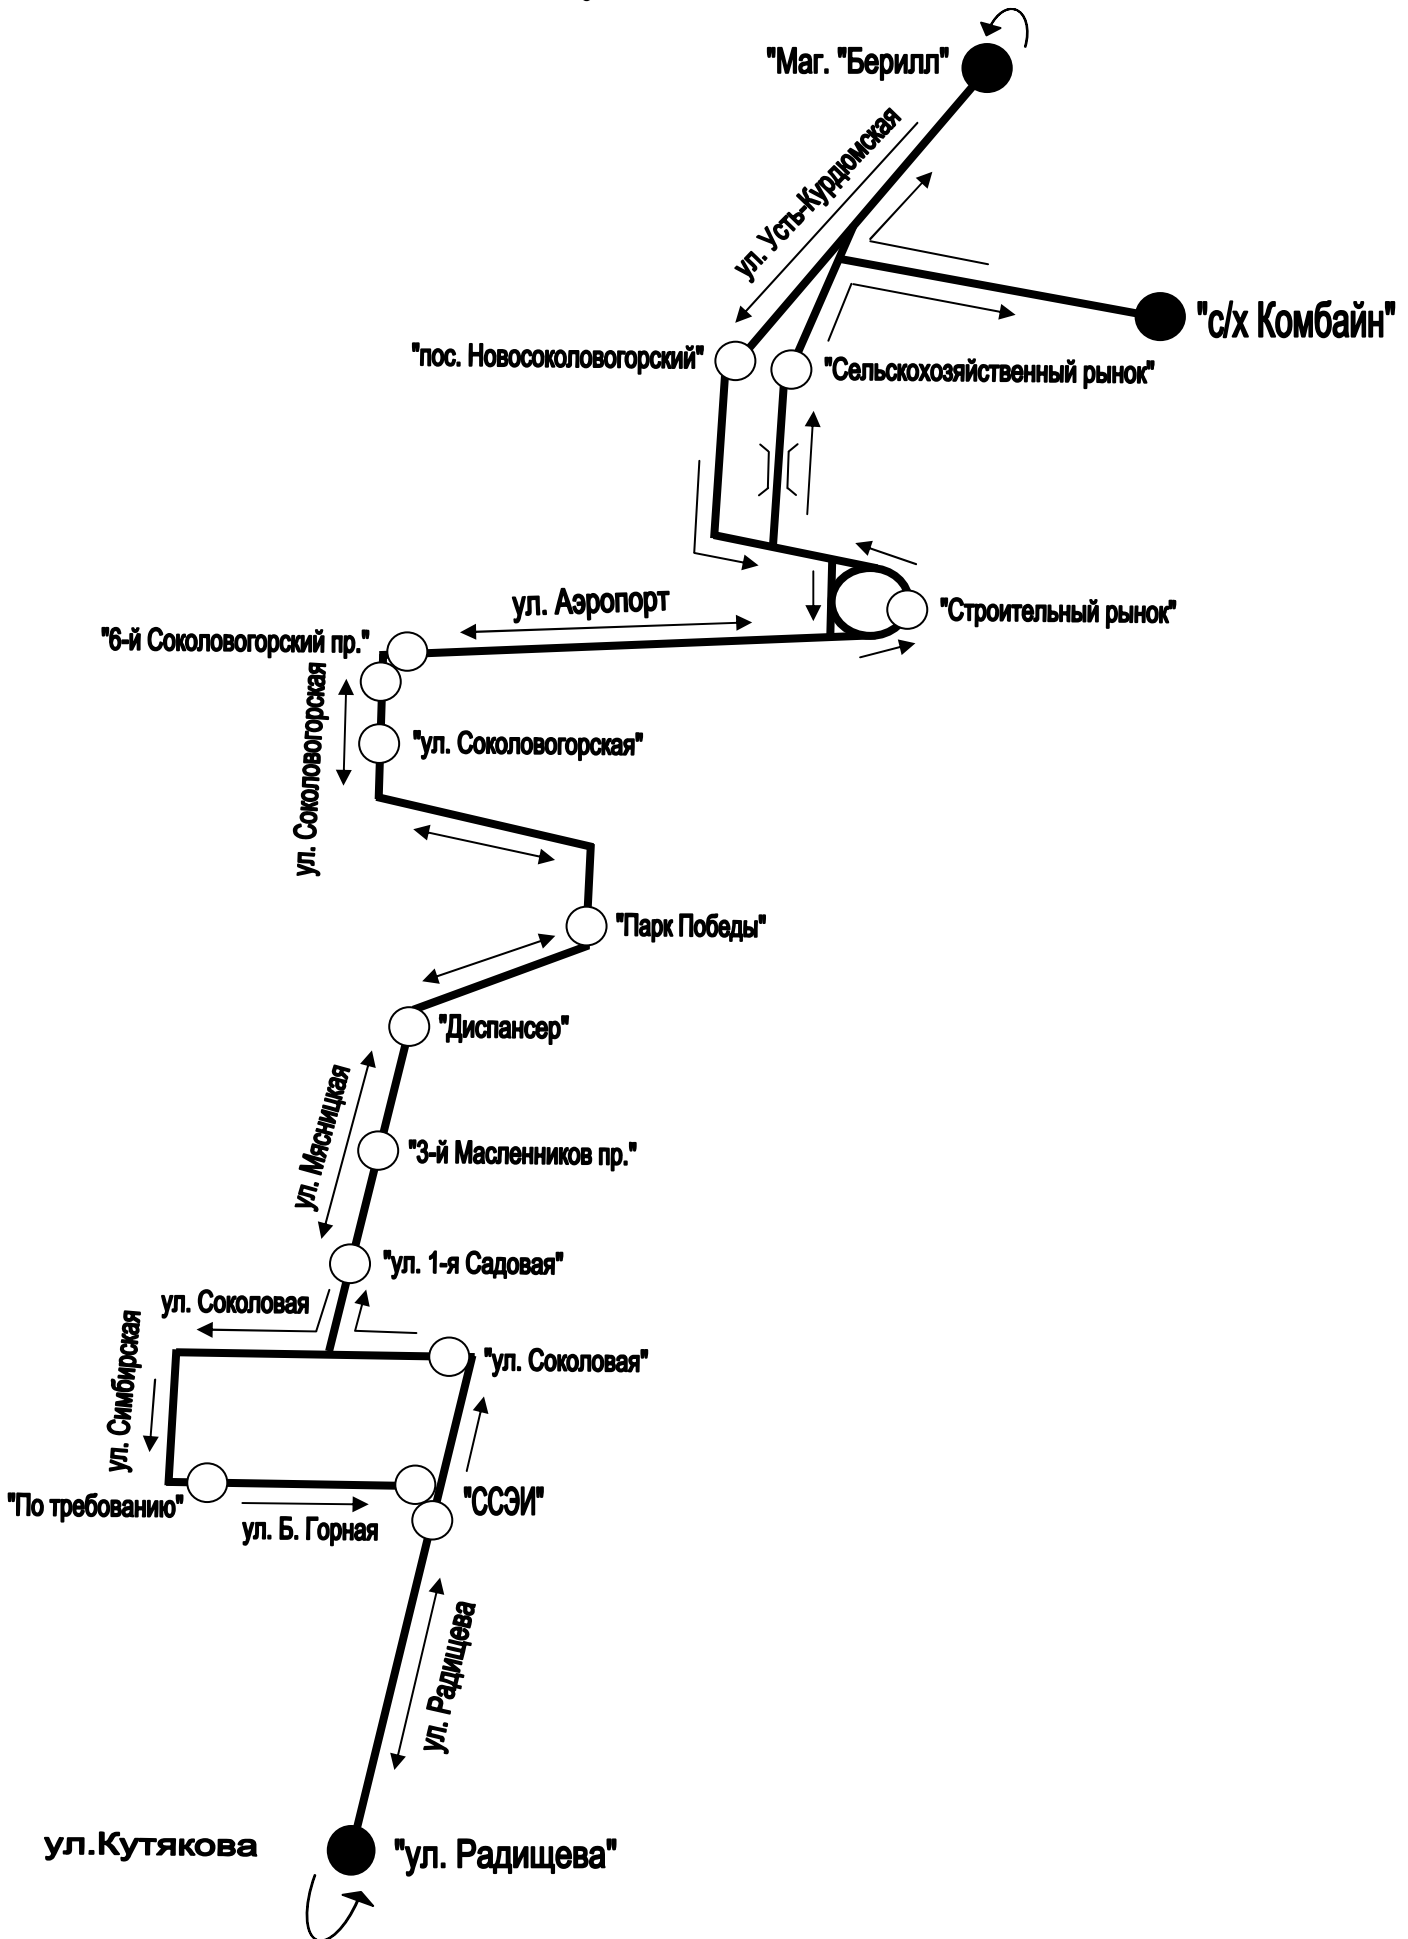 "Маг. "Берилл"
ул. Усть-Курдюмская
"с/х Комбайн"
"пос. Новосоколовогорский"
"Сельскохозяйственный рынок"
ул. Аэропорт
"Строительный рынок"
"6-й Соколовогорский пр."
ул. Соколовогорская
"ул. Соколовогорская"
"Парк Победы"
"Диспансер"
ул. Мясницкая
"3-й Масленников пр."
"ул. 1-я Садовая"
ул. Соколовая
ул. Симбирская
"ул. Соколовая"
"По требованию"
"ССЭИ"
ул. Б. Горная
ул. Радищева
ул.Кутякова
"ул. Радищева"